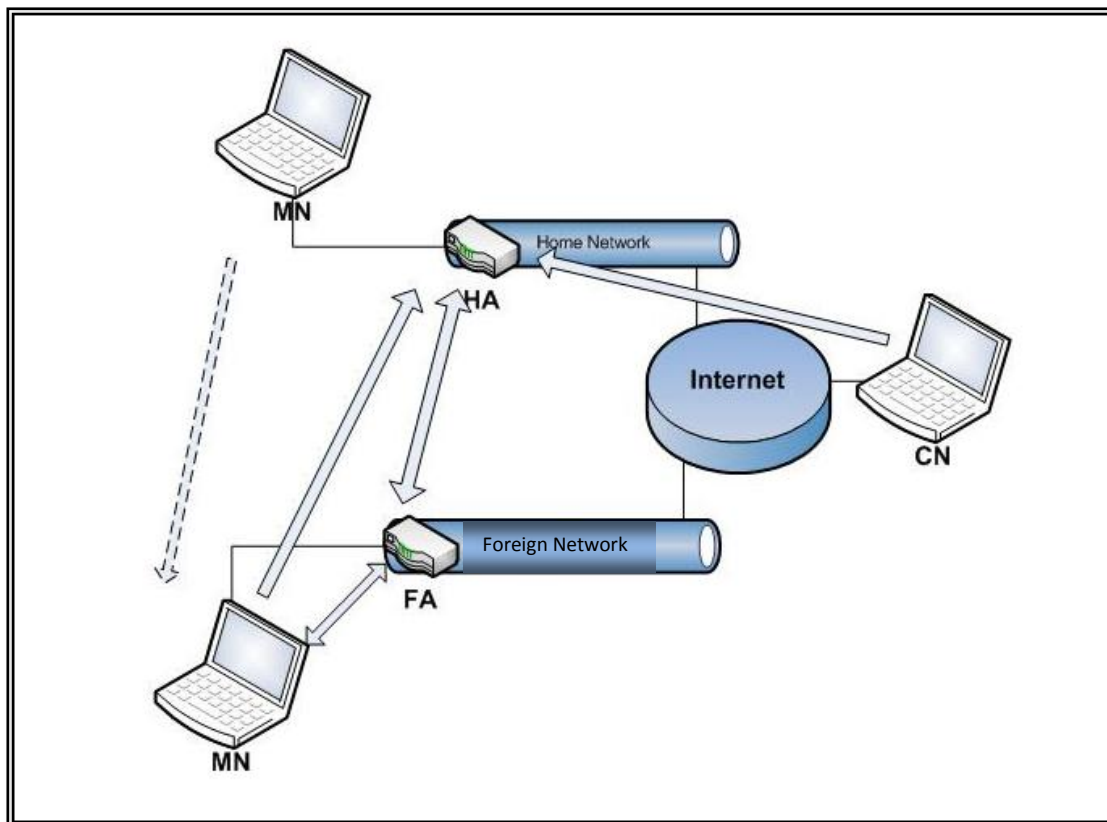 MN
Home Network
HA
Internet
CN
Foreign Network
FA
MN